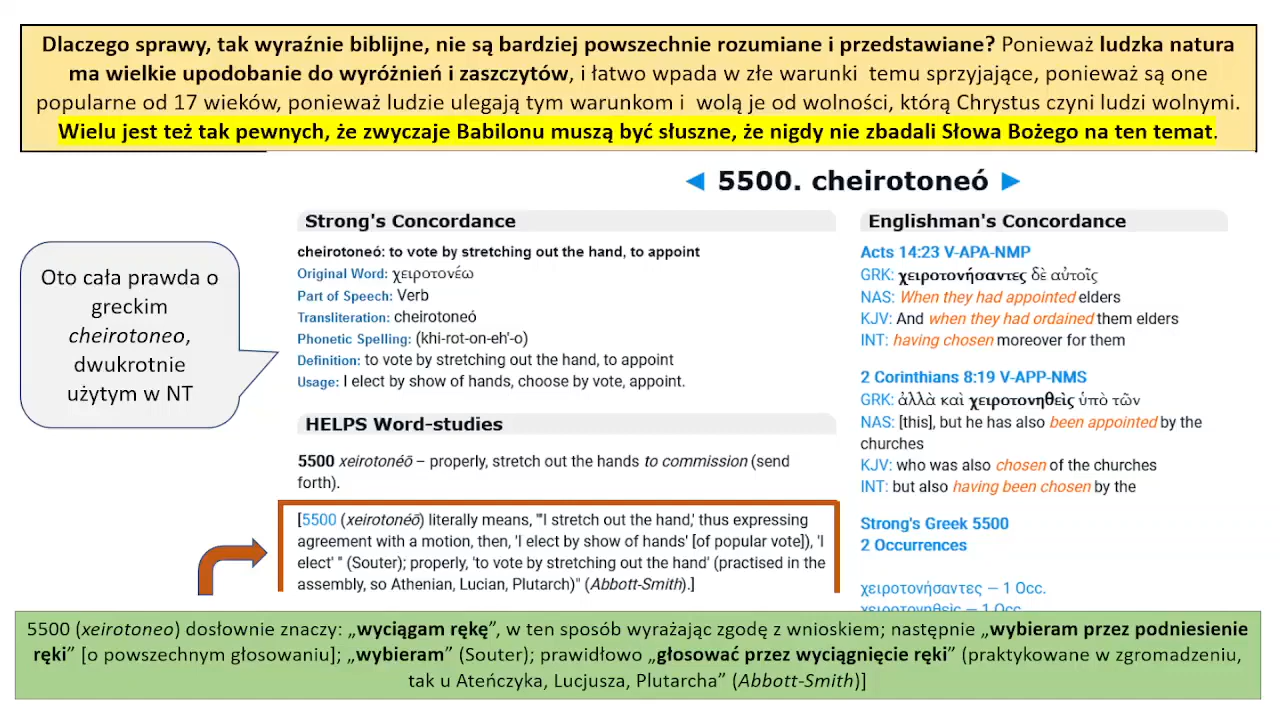 Dlaczego sprawy, tak wyraźnie biblijne, nie są bardziej powszechnie rozumiane i przedstawiane? Ponieważ ludzka natura
ma wielkie upodobanie do wyróżnień i zaszczytów, i łatwo wpada w złe warunki temu sprzyjające, ponieważ są one
popularne od 17 wieków, ponieważ ludzie ulegają tym warunkom i wolą je od wolności, którą Chrystus czyni ludzi wolnymi.
Wielu jest też tak pewnych, że zwyczaje Babilonu muszą być słuszne, że nigdy nie zbadali Słowa Bożego na ten temat.
◄ 5500. cheirotoneó ►
Oto cała prawda o
greckim
cheirotoneo,
dwukrotnie
użytym w NT
Strong's Concordance
cheirotoneó: to vote by stretching out the hand, to appoint
Original Word: χειροτονέω
Part of Speech: Verb
Transliteration: cheirotoneó
Phonetic Spelling: (khi-rot-on-eh'-o)
Definition: to vote by stretching out the hand, to appoint
Usage: I elect by show of hands, choose by vote, appoint.
HELPS Word-studies
5500 xeirotonéō – properly, stretch out the hands to commission (send
forth).
[5500 (xeirotonéō) literally means, "'I stretch out the hand,' thus expressing
agreement with a motion, then, 'I elect by show of hands' [of popular vote]), 'I
elect' " (Souter); properly, 'to vote by stretching out the hand' (practised in the
assembly, so Athenian, Lucian, Plutarch)" (Abbott-Smith).]
Englishman's Concordance
Acts 14:23 V-APA-NMP
GRK: χειροτονήσαντες δὲ αὐτοῖς
NAS: When they had appointed elders
KJV: And when they had ordained them elders
INT: having chosen moreover for them
2 Corinthians 8:19 V-APP-NMS
GRK: ἀλλὰ καὶ χειροτονηθεὶς ὑπὸ τῶν
NAS: [this], but he has also been appointed by the
churches
KJV: who was also chosen of the churches
INT: but also having been chosen by the
Strong's Greek 5500
2 Occurrences
χειροτονήσαντες — 1 Occ.
χειροτονηθεὶς — 1 Occ.
5500 (xeirotoneo) dosłownie znaczy: „wyciągam rękę”, w ten sposób wyrażając zgodę z wnioskiem; następnie „wybieram przez podniesienie
ręki” [o powszechnym głosowaniu]; „wybieram” (Souter); prawidłowo „głosować przez wyciągnięcie ręki” (praktykowane w zgromadzeniu,
tak u Ateńczyka, Lucjusza, Plutarcha” (Abbott-Smith)]